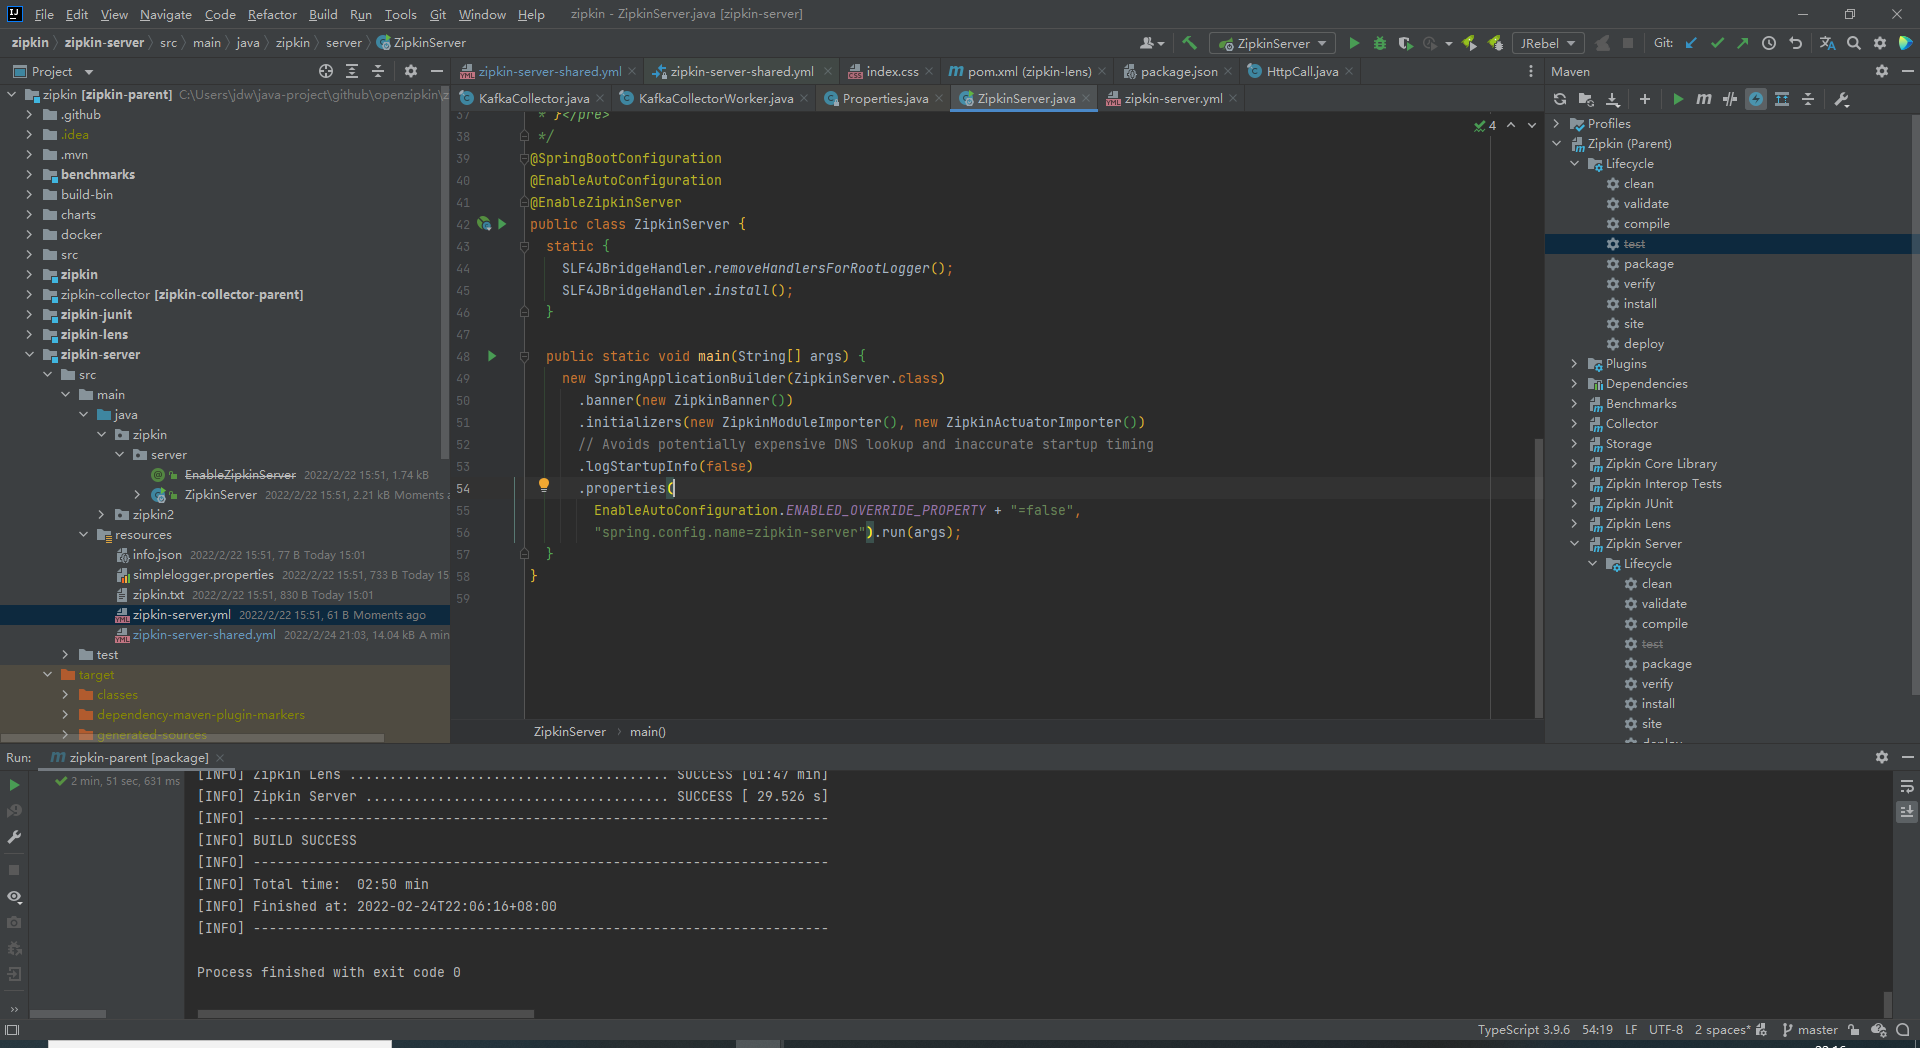 File Edit View Navigate Code Refactor Build Run Tools Git Window Help zipkin - ZipkinServer.java [zipkin-server]
zipkin zipkin-server src main java zipkin server ZipkinServer
ZipkinServer JRebel Git:
Project
zipkin-server-shared.yml zipkin-server-shared.yml index.css pom.xml (zipkin-lens) package.json HttpCall.java
KafkaCollector.java KafkaCollectorWorker.java Properties.java ZipkinServer.java zipkin-server.yml
zipkin [zipkin-parent] C:\Users\jdw\java-project\github\openzipkin\z
.github
.idea
.mvn
benchmarks
build-bin
charts
docker
src
zipkin
zipkin-collector [zipkin-collector-parent]
zipkin-junit
zipkin-lens
zipkin-server
src
main
java
zipkin
server
EnableZipkinServer 2022/2/22 15:51, 1.74 kB
ZipkinServer 2022/2/22 15:51, 2.21 kB Moments a
zipkin2
resources
info.json 2022/2/22 15:51, 77 B Today 15:01
simplelogger.properties 2022/2/22 15:51, 733 B Today 15
zipkin.txt 2022/2/22 15:51, 830 B Today 15:01
zipkin-server.yml 2022/2/22 15:51, 61 B Moments ago
zipkin-server-shared.yml 2022/2/24 21:03, 14.04 kB A min
test
target
classes
dependency-maven-plugin-markers
generated-sources
37 * }</pre>
38 */
39 @SpringBootConfiguration
40 @EnableAutoConfiguration
41 @EnableZipkinServer
42 public class ZipkinServer {
43 static {
44 SLF4JBridgeHandler.removeHandlersForRootLogger();
45 SLF4JBridgeHandler.install();
46 }
47
48 public static void main(String[] args) {
49 new SpringApplicationBuilder(ZipkinServer.class)
50 .banner(new ZipkinBanner())
51 .initializers(new ZipkinModuleImporter(), new ZipkinActuatorImporter())
52 // Avoids potentially expensive DNS lookup and inaccurate startup timing
53 .logStartupInfo(false)
54 .properties(
55 EnableAutoConfiguration.ENABLED_OVERRIDE_PROPERTY + "=false",
56 "spring.config.name=zipkin-server").run(args);
57 }
58 }
59
4
ZipkinServer main()
Maven
Profiles
Zipkin (Parent)
Lifecycle
clean
validate
compile
test
package
verify
install
site
deploy
Plugins
Dependencies
Benchmarks
Collector
Storage
Zipkin Core Library
Zipkin Interop Tests
Zipkin JUnit
Zipkin Lens
Zipkin Server
Lifecycle
clean
validate
compile
test
package
verify
install
site
deploy
Run: zipkin-parent [package]
2 min, 51 sec, 631 ms
[INFO] Zipkin Lens ........................................ SUCCESS [01:47 min]
[INFO] Zipkin Server ...................................... SUCCESS [ 29.526 s]
[INFO] ------------------------------------------------------------------------
[INFO] BUILD SUCCESS
[INFO] ------------------------------------------------------------------------
[INFO] Total time:  02:50 min
[INFO] Finished at: 2022-02-24T22:06:16+08:00
[INFO] ------------------------------------------------------------------------
Process finished with exit code 0
TypeScript 3.9.6 54:19 LF UTF-8 2 spaces* master